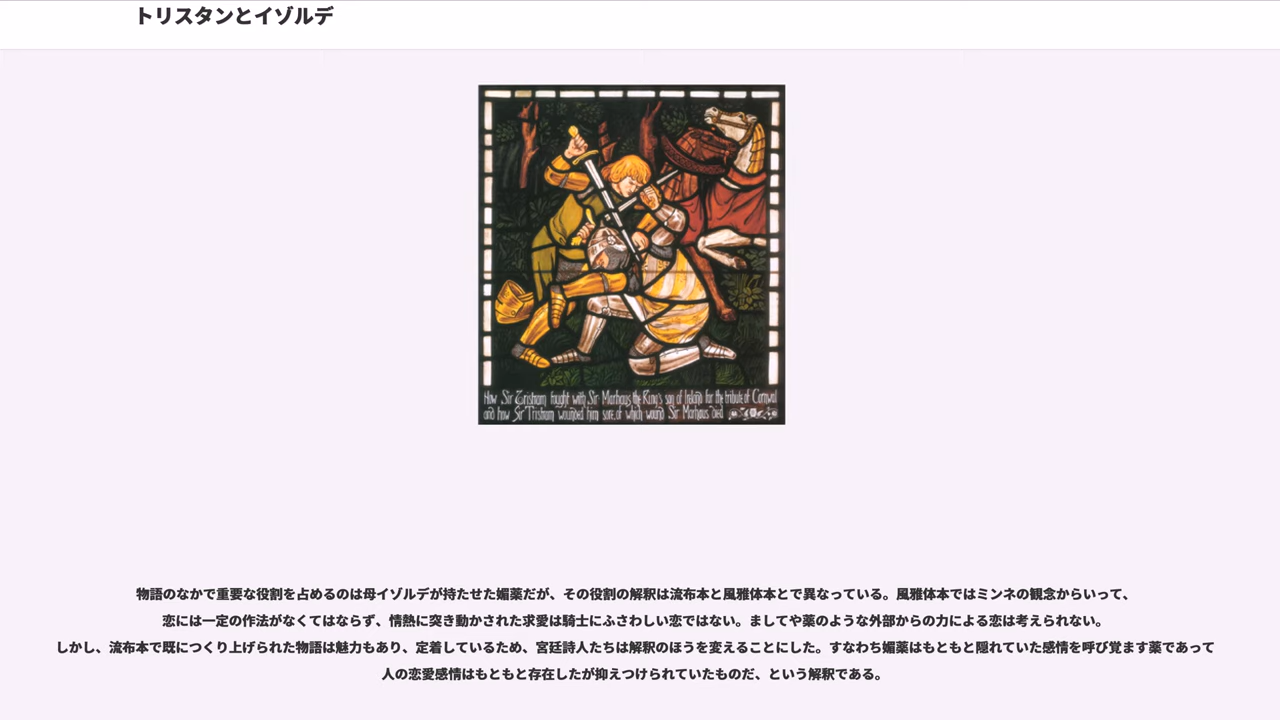 トリスタンとイゾルデ
How Sir Tristram fought with Sir Marhaus the King's son of Ireland for the tribute of Cornwal
and how Sir Tristram wounded him sore, of which wound Sir Marhaus died
物語のなかで重要な役割を占めるのは母イゾルデが持たせた媚薬だが、その役割の解釈は流布本と風雅体本とで異なっている。風雅体本ではミンネの観念からいって、
恋には一定の作法がなくてはならず、情熱に突き動かされた求愛は騎士にふさわしい恋ではない。ましてや薬のような外部からの力による恋は考えられない。
しかし、流布本で既につくり上げられた物語は魅力もあり、定着しているため、宮廷詩人たちは解釈のほうを変えることにした。すなわち媚薬はもともと隠れていた感情を呼び覚ます薬であって
人の恋愛感情はもともと存在したが抑えつけられていたものだ、という解釈である。